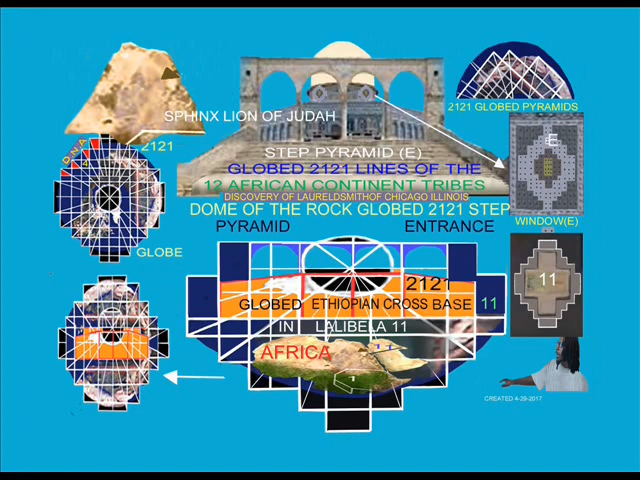 SPHINX LION OF JUDAH
2121 GLOBED PYRAMIDS
DNA
2121
STEP PYRAMID (E)
E
GLOBED 2121 LINES OF THE
12 AFRICAN CONTINENT TRIBES
DISCOVERY OF LAURELDSMITHOF CHICAGO ILLINOIS
DOME OF THE ROCK GLOBED 2121 STEP
PYRAMID ENTRANCE
WINDOW(E)
GLOBE
2121
11
GLOBED ETHIOPIAN CROSS BASE 11
IN LALIBELA 11
AFRICA 11
CREATED 4-29-2017